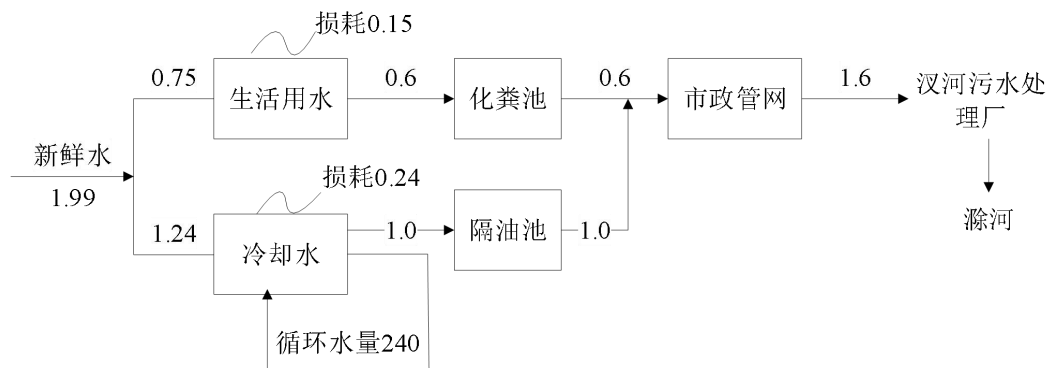 损耗0.15
0.75
生活用水
0.6
化粪池
0.6
市政管网
1.6
汊河污水处
理厂
新鲜水
1.99
损耗0.24
1.24
冷却水
1.0
隔油池
1.0
滁河
循环水量240